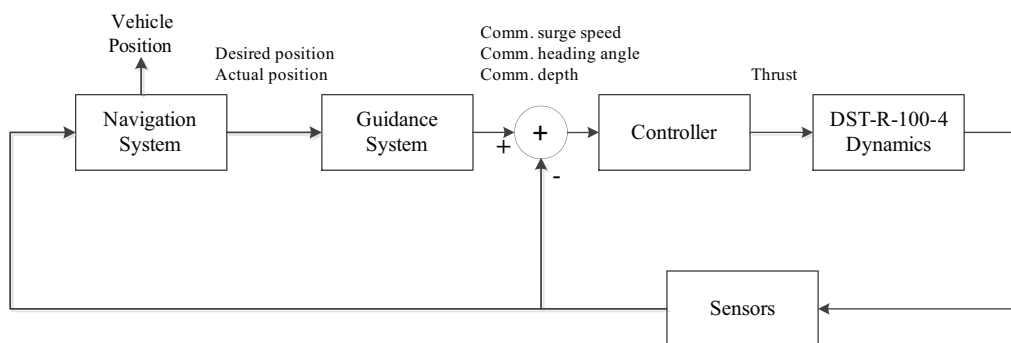 Vehicle
Position
Desired position
Actual position
Comm. surge speed
Comm. heading angle
Comm. depth
Thrust
Navigation
System
Guidance
System
+
+
-
Controller
DST-R-100-4
Dynamics
Sensors